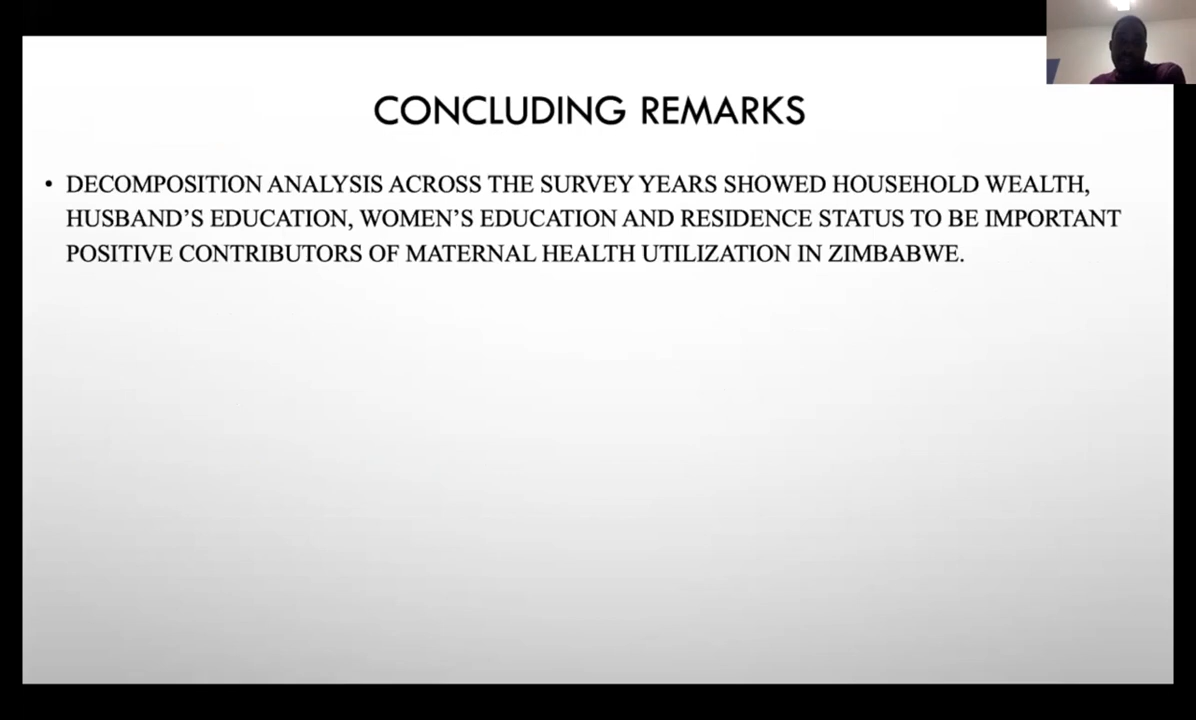 CONCLUDING REMARKS
• DECOMPOSITION ANALYSIS ACROSS THE SURVEY YEARS SHOWED HOUSEHOLD WEALTH,
HUSBAND’S EDUCATION, WOMEN’S EDUCATION AND RESIDENCE STATUS TO BE IMPORTANT
POSITIVE CONTRIBUTORS OF MATERNAL HEALTH UTILIZATION IN ZIMBABWE.